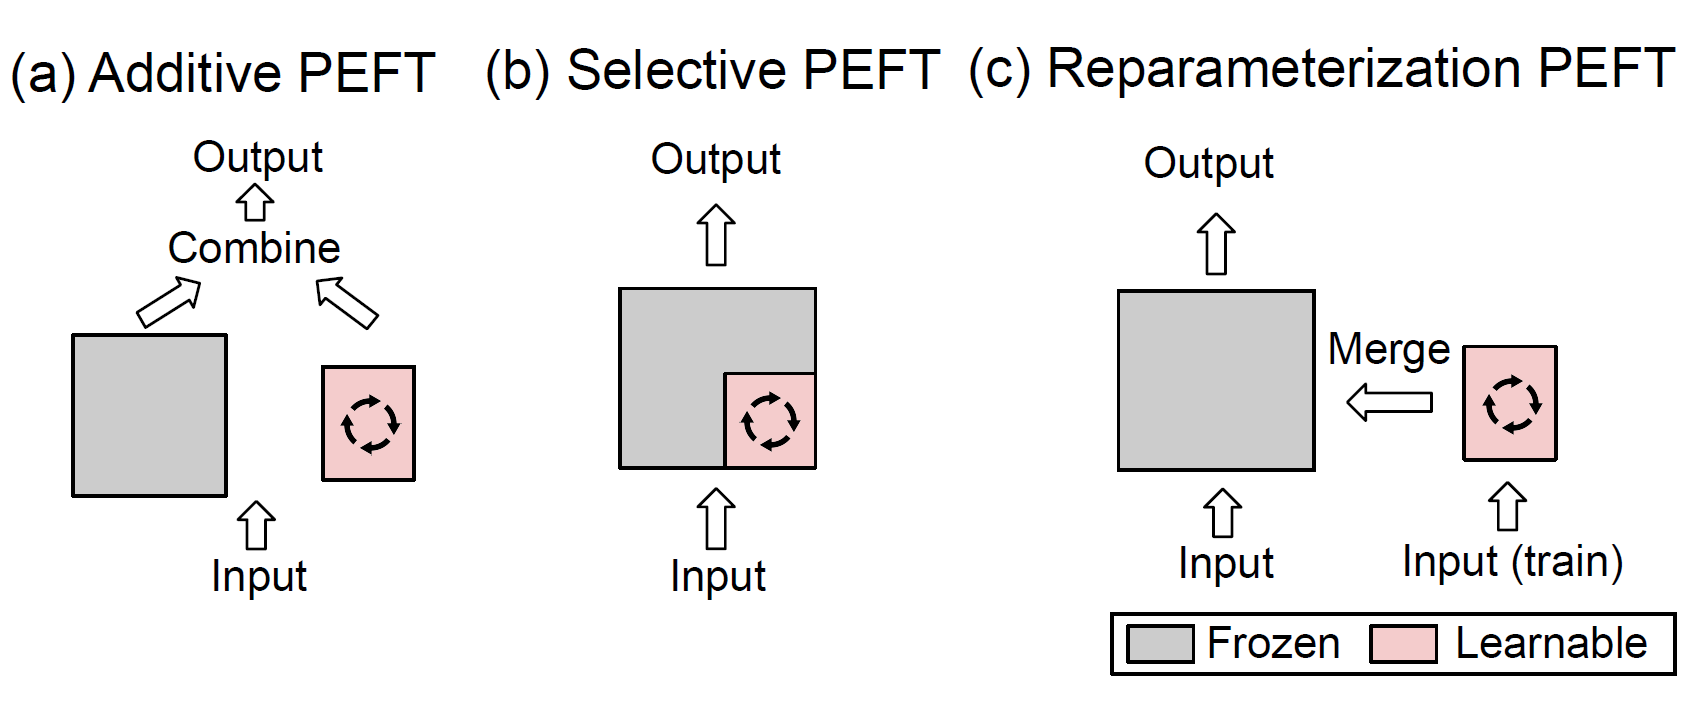 (a) Additive PEFT
Output
Combine
Input
(b) Selective PEFT
Output
Input
(c) Reparameterization PEFT
Output
Merge
Input
Input (train)
Frozen
Learnable